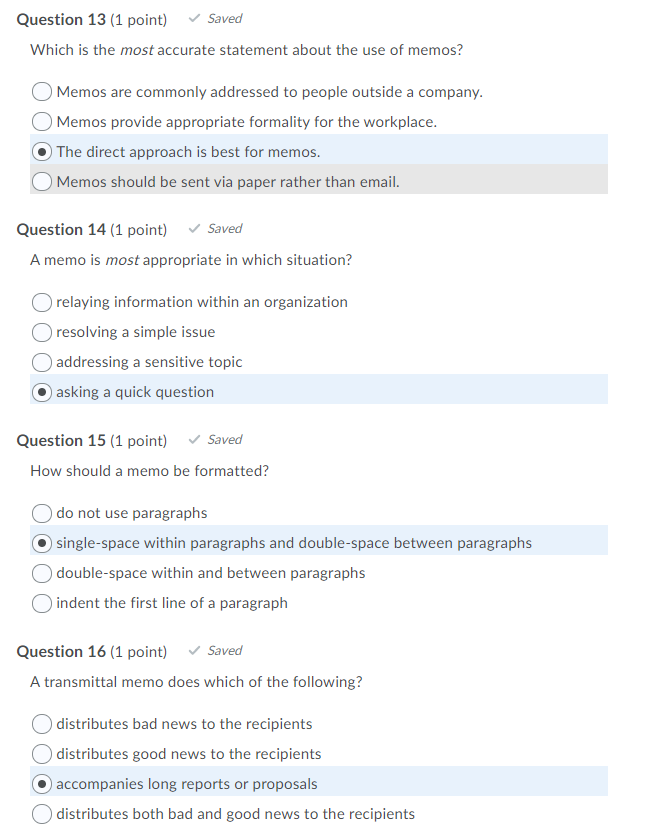 Question 13 (1 point) Saved
Which is the most accurate statement about the use of memos?
Memos are commonly addressed to people outside a company.
Memos provide appropriate formality for the workplace.
The direct approach is best for memos.
Memos should be sent via paper rather than email.
Question 14 (1 point) Saved
A memo is most appropriate in which situation?
relaying information within an organization
resolving a simple issue
addressing a sensitive topic
asking a quick question
Question 15 (1 point) Saved
How should a memo be formatted?
do not use paragraphs
single-space within paragraphs and double-space between paragraphs
double-space within and between paragraphs
indent the first line of a paragraph
Question 16 (1 point) Saved
A transmittal memo does which of the following?
distributes bad news to the recipients
distributes good news to the recipients
accompanies long reports or proposals
distributes both bad and good news to the recipients